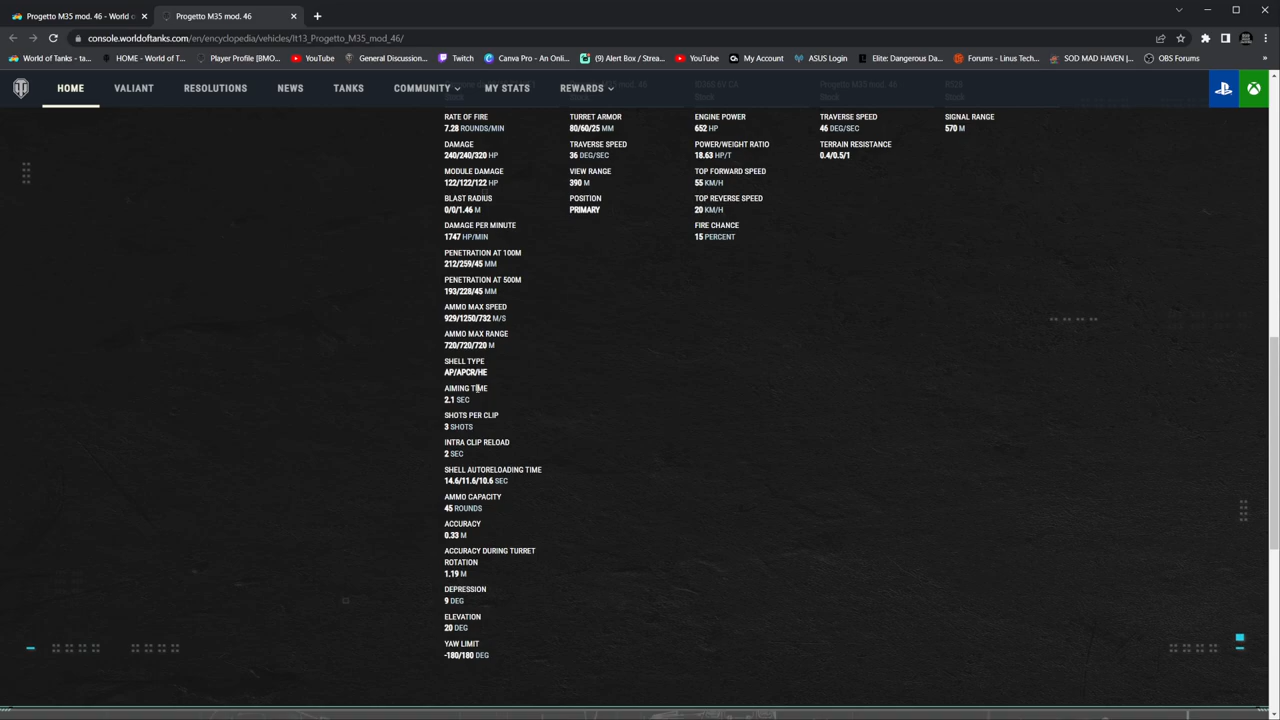 Progetto M35 mod. 46 - World o
Progetto M35 mod. 46
console.worldoftanks.com/en/encyclopedia/vehicles/It13_Progetto_M35_mod_46/
World of Tanks - ta...
HOME - World of T...
Player Profile [BMO...
YouTube
General Discussion...
Twitch
Canva Pro - An Onli...
(9) Alert Box / Strea...
YouTube
My Account
ASUS Login
Elite: Dangerous Da...
Forums - Linus Tech...
SOD MAD HAVEN |...
OBS Forums
HOME
VALIANT
RESOLUTIONS
NEWS
TANKS
COMMUNITY
MY STATS
REWARDS
Progetto M35 mod. 46
Stock
Stock
RATE OF FIRE
7.28 ROUNDS/MIN
DAMAGE
240/240/320 HP
MODULE DAMAGE
122/122/122 HP
BLAST RADIUS
0/0/1.46 M
DAMAGE PER MINUTE
1747 HP/MIN
PENETRATION AT 100M
212/259/45 MM
PENETRATION AT 500M
193/228/45 MM
AMMO MAX SPEED
929/1250/732 M/S
AMMO MAX RANGE
720/720/720 M
SHELL TYPE
AP/APCR/HE
AIMING TIME
2.1 SEC
SHOTS PER CLIP
3 SHOTS
INTRA CLIP RELOAD
2 SEC
SHELL AUTORELOADING TIME
14.6/11.6/10.6 SEC
AMMO CAPACITY
45 ROUNDS
ACCURACY
0.33 M
ACCURACY DURING TURRET
ROTATION
1.19 M
DEPRESSION
9 DEG
ELEVATION
20 DEG
YAW LIMIT
-180/180 DEG
TURRET ARMOR
80/60/25 MM
TRAVERSE SPEED
36 DEG/SEC
VIEW RANGE
390 M
POSITION
PRIMARY
ENGINE POWER
652 HP
POWER/WEIGHT RATIO
18.63 HP/T
TOP FORWARD SPEED
55 KM/H
TOP REVERSE SPEED
20 KM/H
FIRE CHANCE
15 PERCENT
TRAVERSE SPEED
46 DEG/SEC
TERRAIN RESISTANCE
0.4/0.5/1
SIGNAL RANGE
570 M